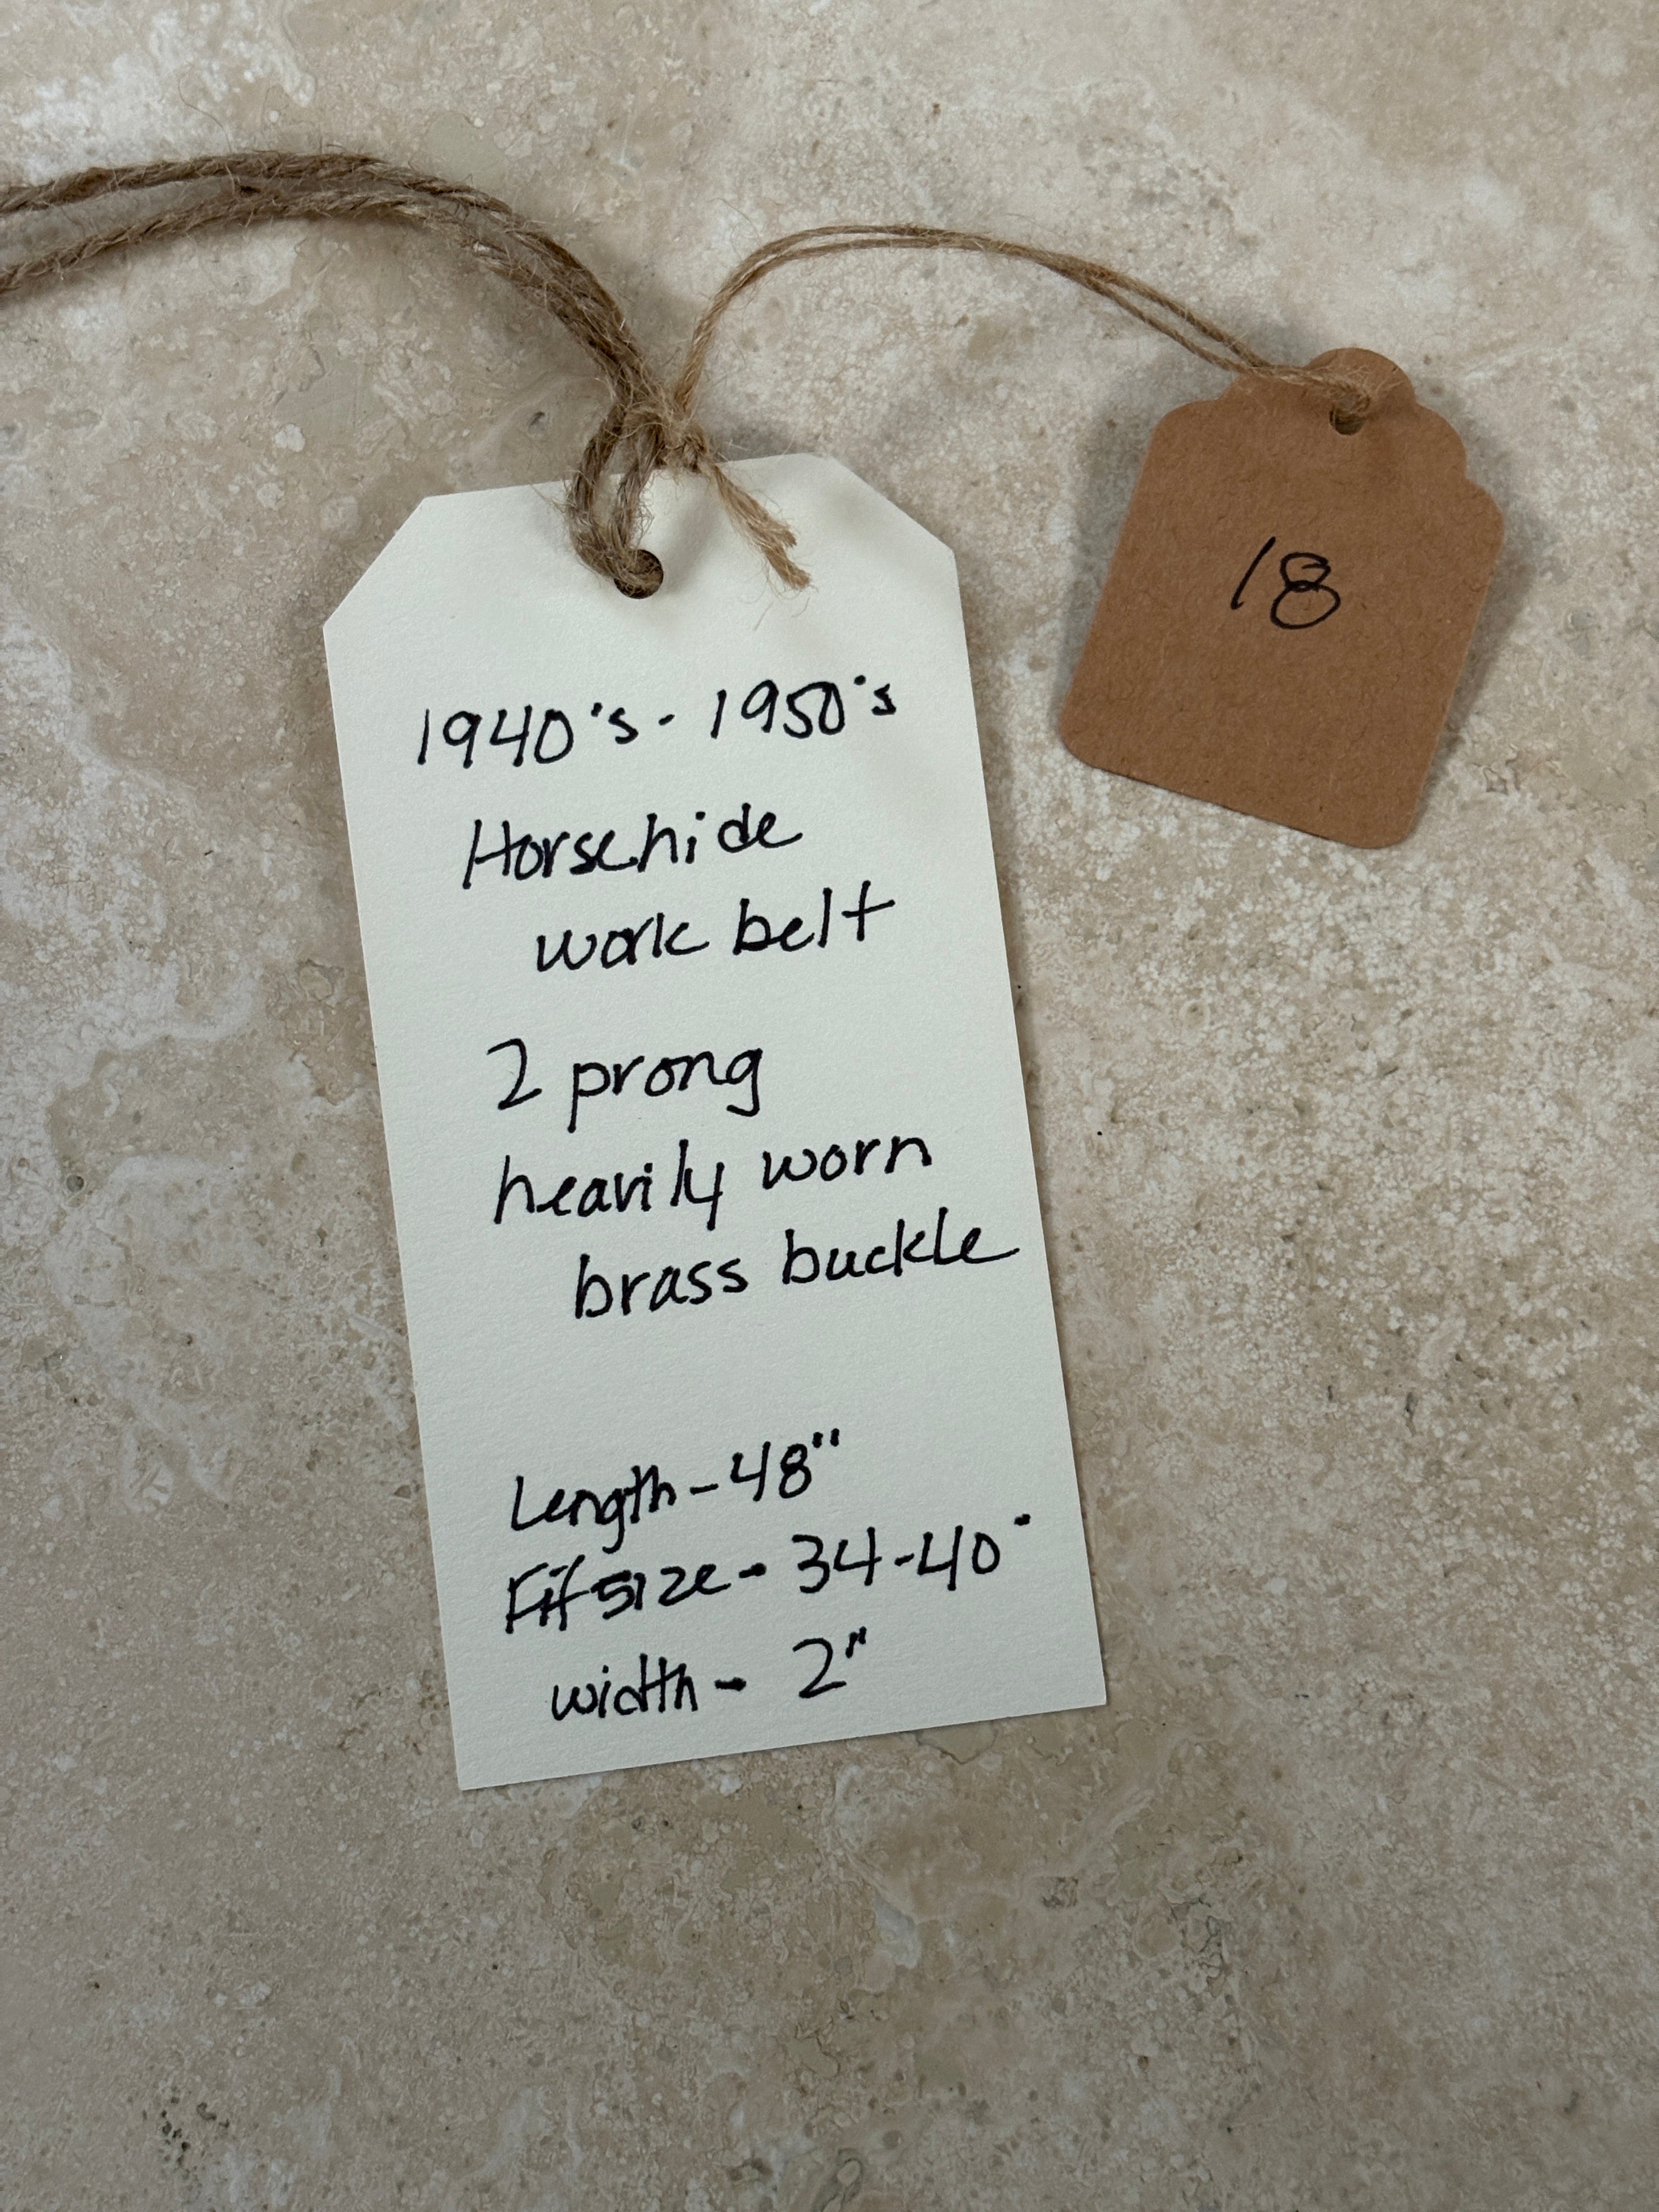 18
1940's - 1950's
Horsehide
work belt
2 prong
heavily worn
brass buckle
Length - 48"
Fit size - 34-40"
width - 2"